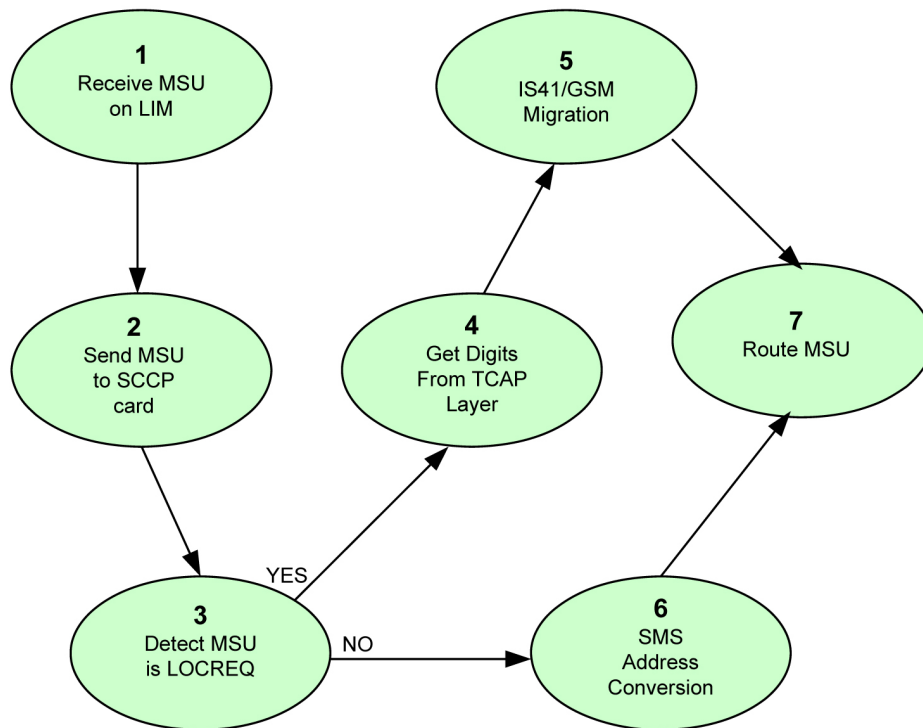 1
Receive MSU
on LIM
2
Send MSU
to SCCP
card
3
Detect MSU
is LOCREQ
YES
NO
4
Get Digits
From TCAP
Layer
5
IS41/GSM
Migration
6
SMS
Address
Conversion
7
Route MSU